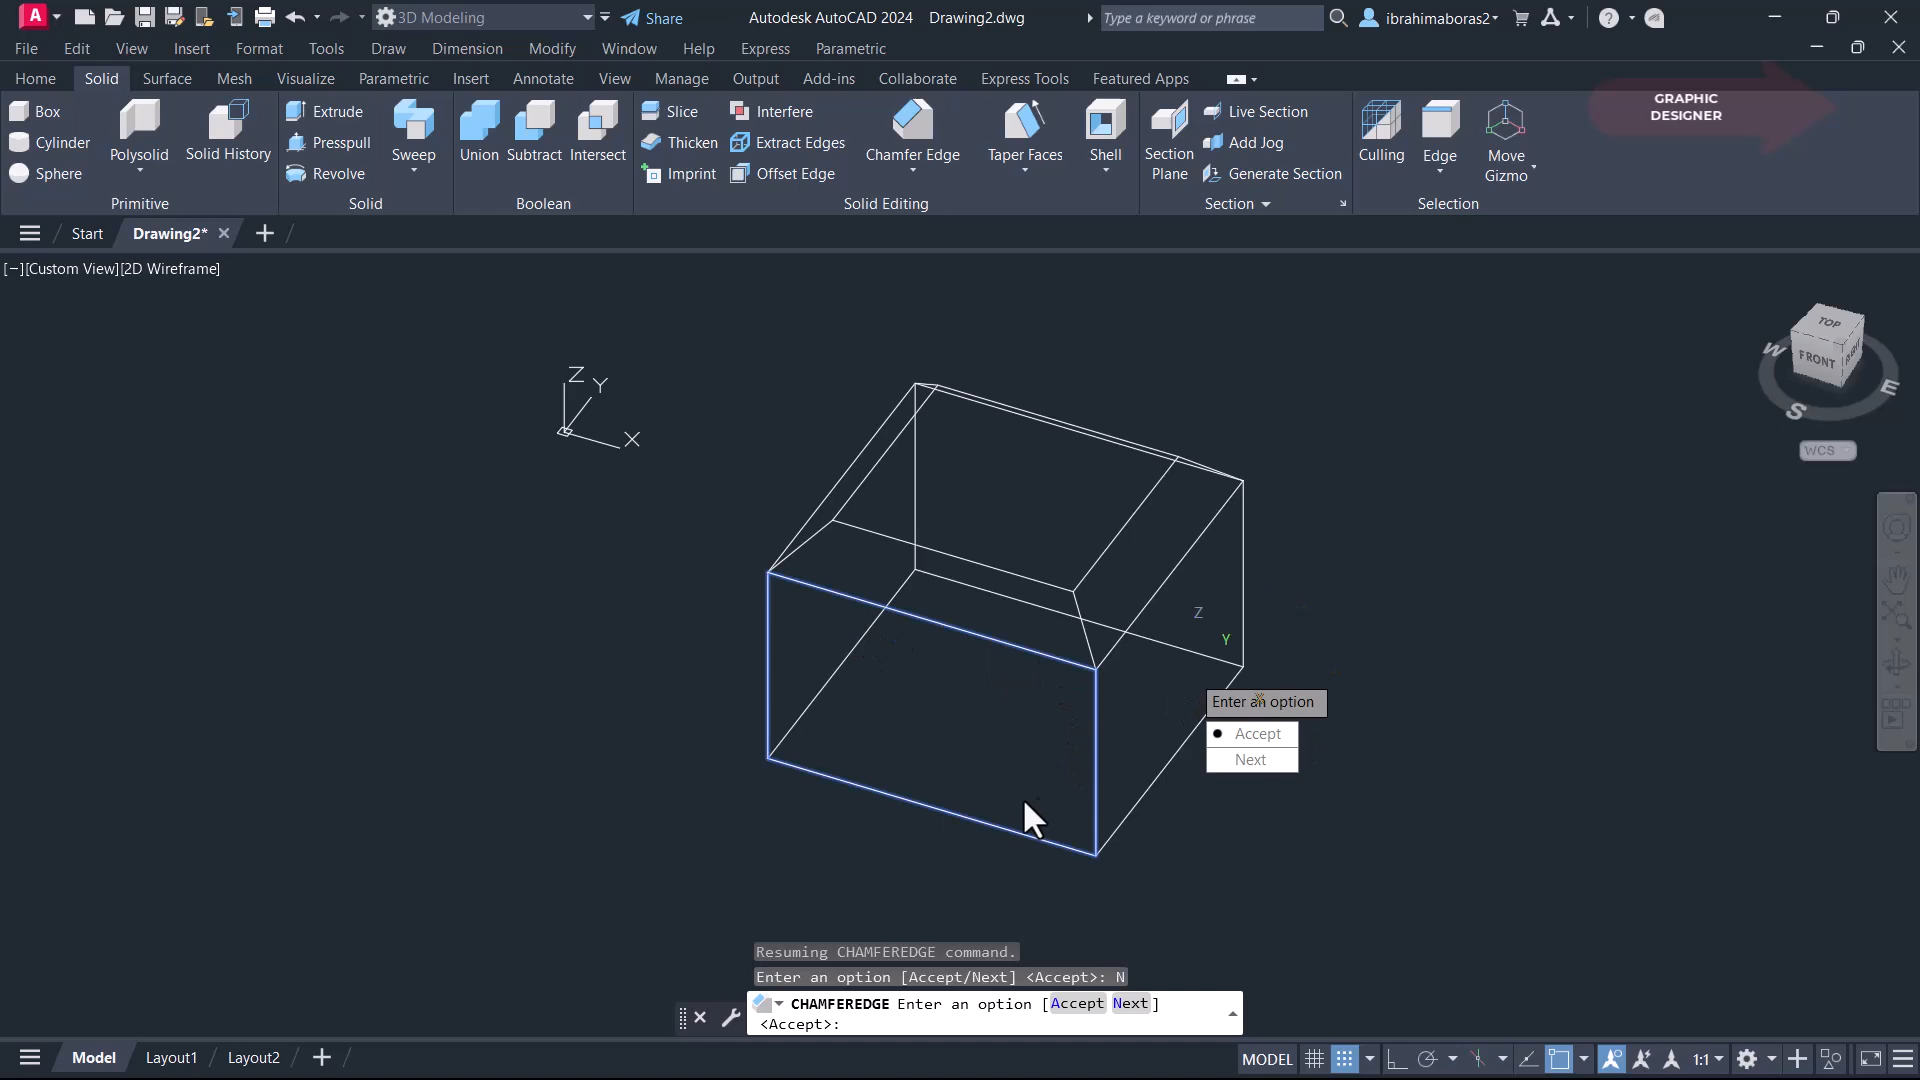 A
3D Modeling
Share
Autodesk AutoCAD 2024 Drawing2.dwg
Type a keyword or phrase
ibrahimaboras2
File Edit View Insert Format Tools Draw Dimension Modify Window Help Express Parametric
Home Solid Surface Mesh Visualize Parametric Insert Annotate View Manage Output Add-ins Collaborate Express Tools Featured Apps
GRAPHIC
DESIGNER
Box
Cylinder
Sphere
Polysolid
Solid History
Primitive
Extrude
Presspull
Revolve
Sweep
Solid
Union
Subtract
Intersect
Boolean
Slice
Thicken
Imprint
Interfere
Extract Edges
Offset Edge
Chamfer Edge
Taper Faces
Shell
Solid Editing
Section
Plane
Live Section
Add Jog
Generate Section
Section
Culling
Edge
Move
Gizmo
Selection
Start
Drawing2*
[−][Custom View][2D Wireframe]
Z
Y
X
TOP
FRONT
RIGHT
W
S
E
WCS
Z
Y
X
Enter an option
Accept
Next
Resuming CHAMFEREDGE command.
Enter an option [Accept/Next] <Accept>: N
CHAMFEREDGE Enter an option [Accept Next]
<Accept>:
Model
Layout1
Layout2
MODEL
1:1